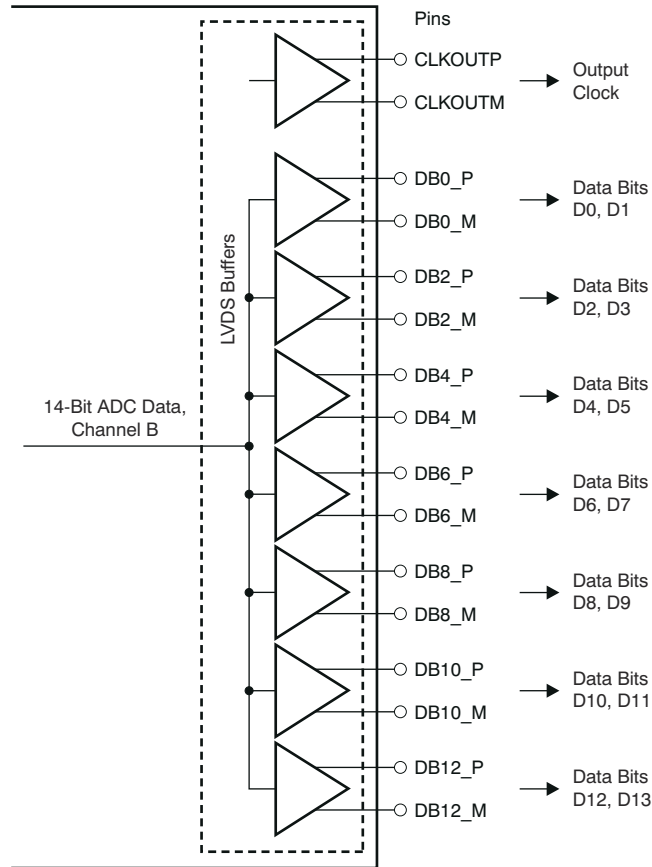 Pins
CLKOUTP
CLKOUTM
Output
Clock
DB0_P
DB0_M
Data Bits
D0, D1
LVDS Buffers
DB2_P
DB2_M
Data Bits
D2, D3
14-Bit ADC Data,
Channel B
DB4_P
DB4_M
Data Bits
D4, D5
DB6_P
DB6_M
Data Bits
D6, D7
DB8_P
DB8_M
Data Bits
D8, D9
DB10_P
DB10_M
Data Bits
D10, D11
DB12_P
DB12_M
Data Bits
D12, D13